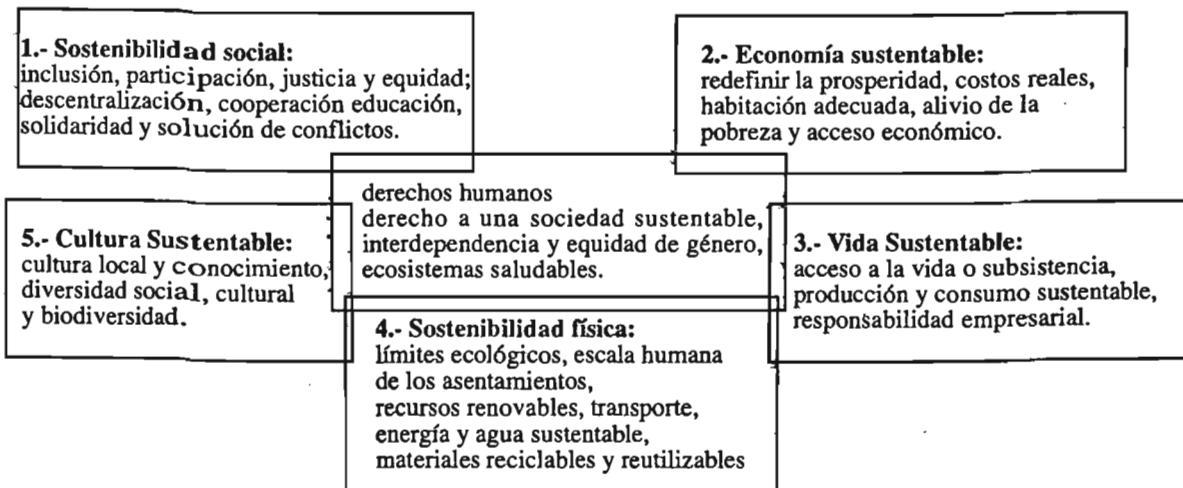 1.- Sostenibilidad social:
inclusión, participación, justicia y equidad;
descentralización, cooperación educación,
solidaridad y solución de conflictos.
2.- Economía sustentable:
redefinir la prosperidad, costos reales,
habitación adecuada, alivio de la
pobreza y acceso económico.
derechos humanos
derecho a una sociedad sustentable,
interdependencia y equidad de género,
ecosistemas saludables.
3.- Vida Sustentable:
acceso a la vida o subsistencia,
producción y consumo sustentable,
responsabilidad empresarial.
4.- Sostenibilidad física:
límites ecológicos, escala humana
de los asentamientos,
recursos renovables, transporte,
energía y agua sustentable,
materiales reciclables y reutilizables
5.- Cultura Sustentable:
cultura local y conocimiento,
diversidad social, cultural
y biodiversidad.